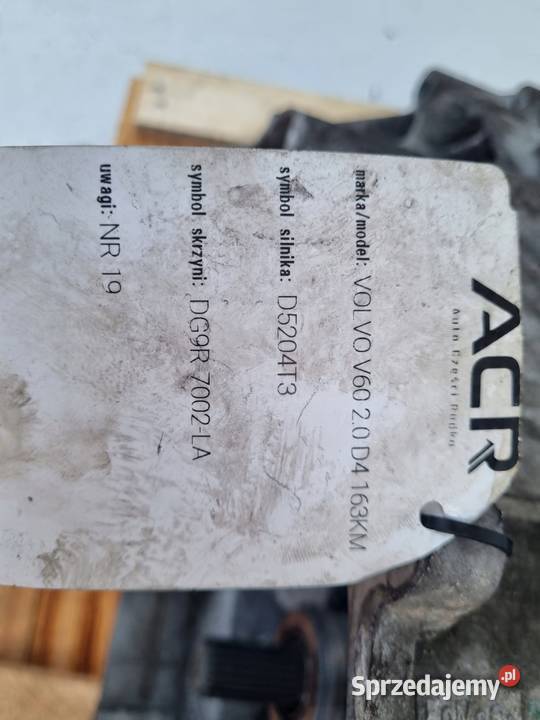 ACR
Auto Części Rudka
marka/model: VOLVO V60 2.0 D4 163KM
symbol silnika: D5204T3
symbol skrzyni: DG9R 7002-LA
uwagi: NR 19
Sprzedajemy.pl